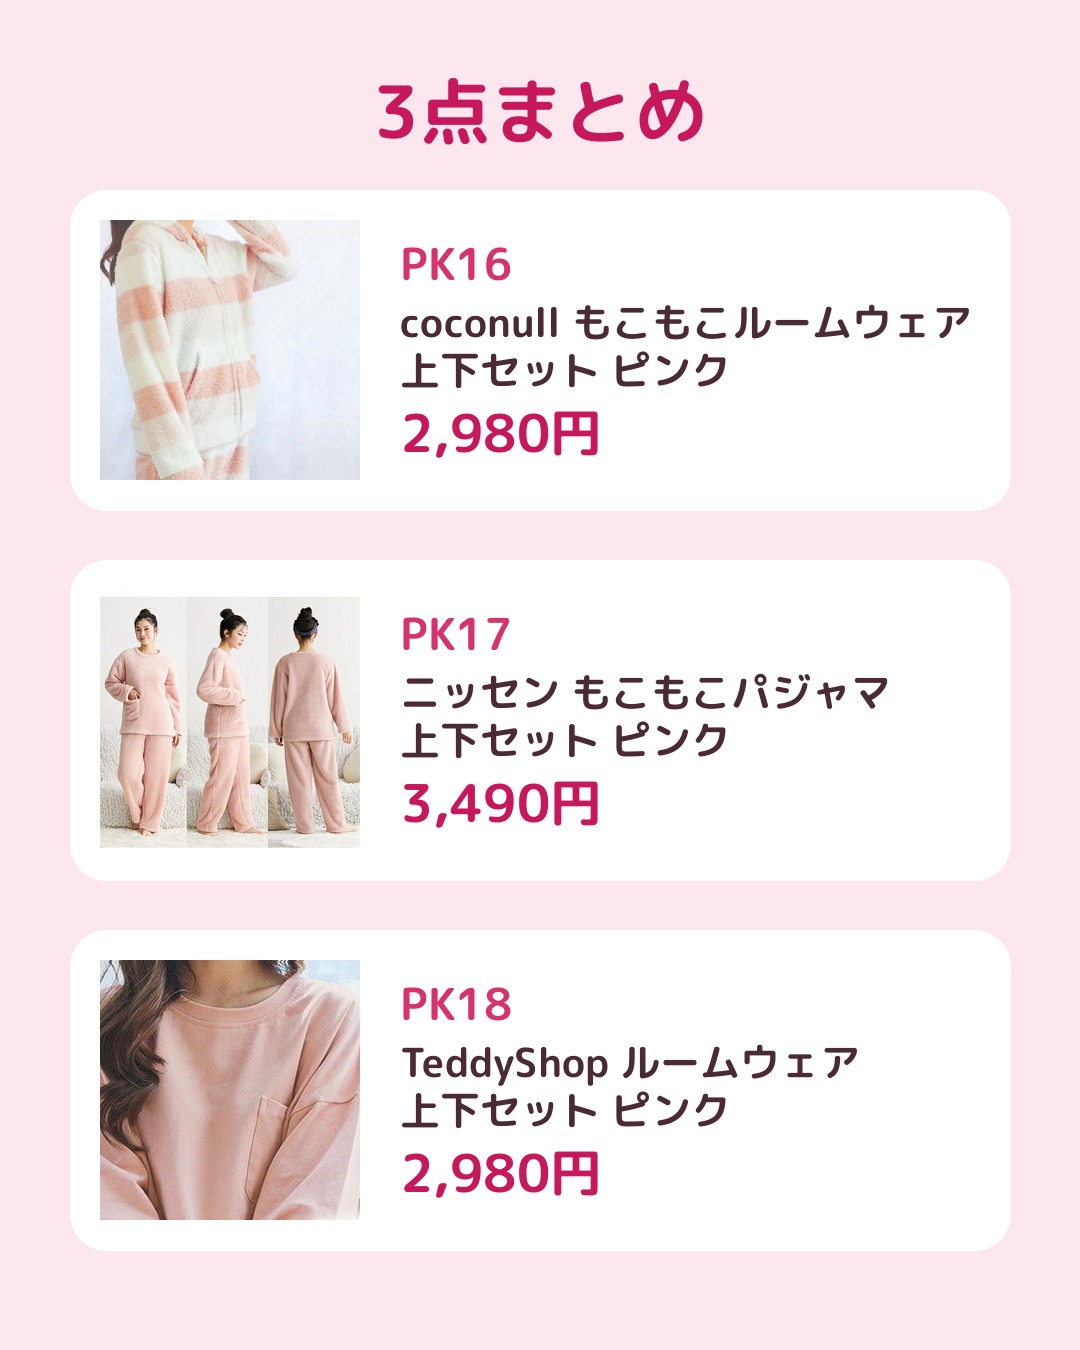 3点まとめ
PK16
coconull もこもこルームウェア
上下セット ピンク
2,980円
PK17
ニッセン もこもこパジャマ
上下セット ピンク
3,490円
PK18
TeddyShop ルームウェア
上下セット ピンク
2,980円